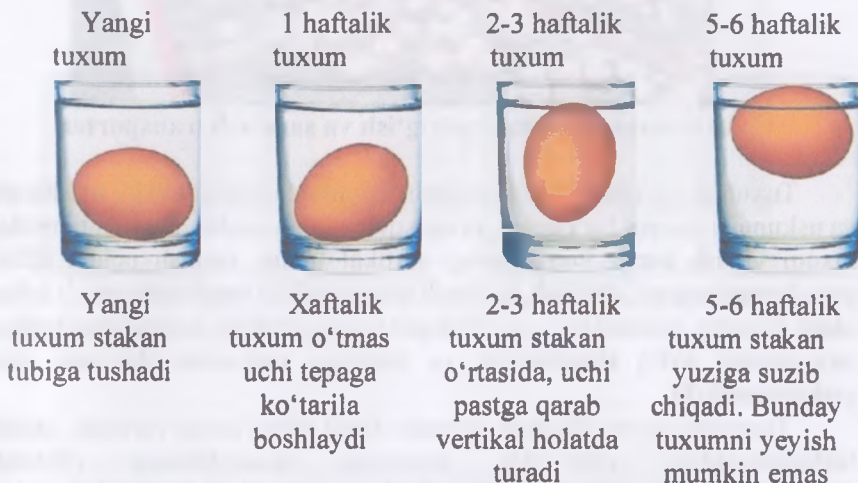 Yangi
tuxum
1 haftalik
tuxum
2-3 haftalik
tuxum
5-6 haftalik
tuxum
Yangi
tuxum stakan
tubiga tushadi
Xaftalik
tuxum o‘tmas
uchi tepaga
ko‘tarila
boshlaydi
2-3 haftalik
tuxum stakan
o‘rtasida, uchi
pastga qarab
vertikal holatda
turadi
5-6 haftalik
tuxum stakan
yuziga suzib
chiqadi. Bunday
tuxumni yeyish
mumkin emas